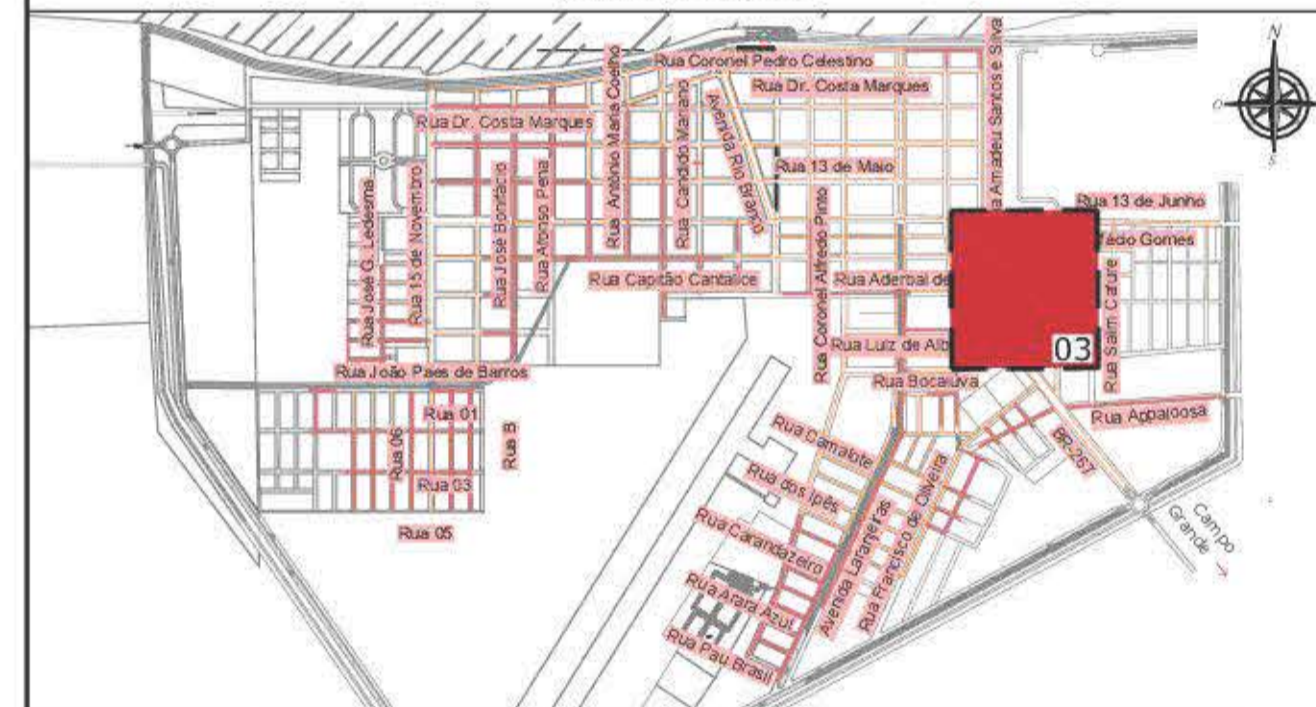 N
O
S
Rua Coronel Pedro Celestino
Rua Dr. Costa Marques
Rua Dr. Costa Marques
Rua Antônio Maria Coelho
Rua Candido Mariano
Avenida Rio Branco
Rua 13 de Maio
Amadeu Santos e Silva
Rua 13 de Junho
Gomes
Rua José G. Ledesma
Rua 15 de Novembro
Rua José Bonifácio
Rua Afonso Pena
Rua Capitão Cantalice
Rua Coronel Alfredo Pinto
Rua Aderbal de
Rua Luiz de Alb
03
Rua Salm Cafure
Rua João Paes de Barros
Rua Bocaiuva
Rua Appaloosa
Rua 01
Rua 06
Rua B
Rua 03
Rua 05
Rua Camalote
Rua dos Ipês
Rua Carandazeiro
Rua Arara Azul
Rua Pau Brasil
Avenida Laranjeiras
Rua Francisco de Oliveira
BR-267
Campo
Grande